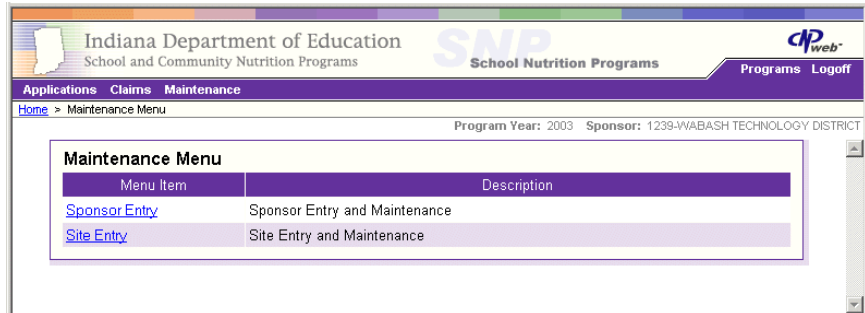 Indiana Department of Education
School and Community Nutrition Programs
SNP
School Nutrition Programs
CNPweb
Programs Logoff
Applications Claims Maintenance
Home > Maintenance Menu
Program Year: 2003 Sponsor: 1239-WABASH TECHNOLOGY DISTRICT
Maintenance Menu
Menu Item Description
Sponsor Entry Sponsor Entry and Maintenance
Site Entry Site Entry and Maintenance